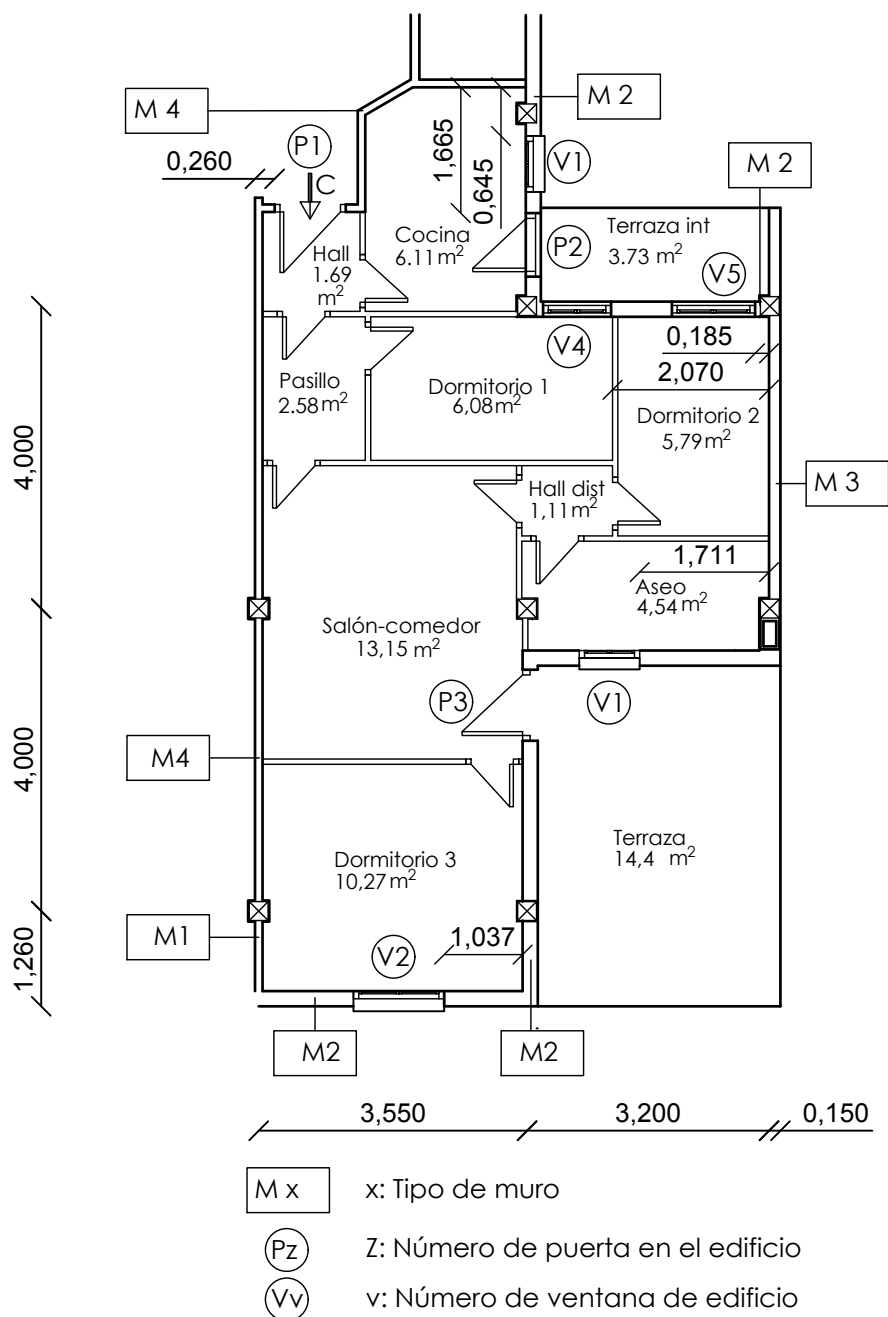 M 4
M 2
P1
0,260
C
1,665
0,645
V1
M 2
Hall
1.69
m²
Cocina
6.11 m²
P2
Terraza int
3.73 m²
V5
V4
0,185
2,070
Pasillo
2.58 m²
Dormitorio 1
6,08 m²
Dormitorio 2
5,79 m²
4,000
M 3
Hall dist
1,11 m²
1,711
Aseo
4,54 m²
Salón-comedor
13,15 m²
P3
V1
M4
4,000
Dormitorio 3
10,27 m²
Terraza
14,4 m²
M1
1,037
V2
1,260
M2
M2
3,550
3,200
0,150
M x
x: Tipo de muro
Pz
Z: Número de puerta en el edificio
Vv
v: Número de ventana de edificio